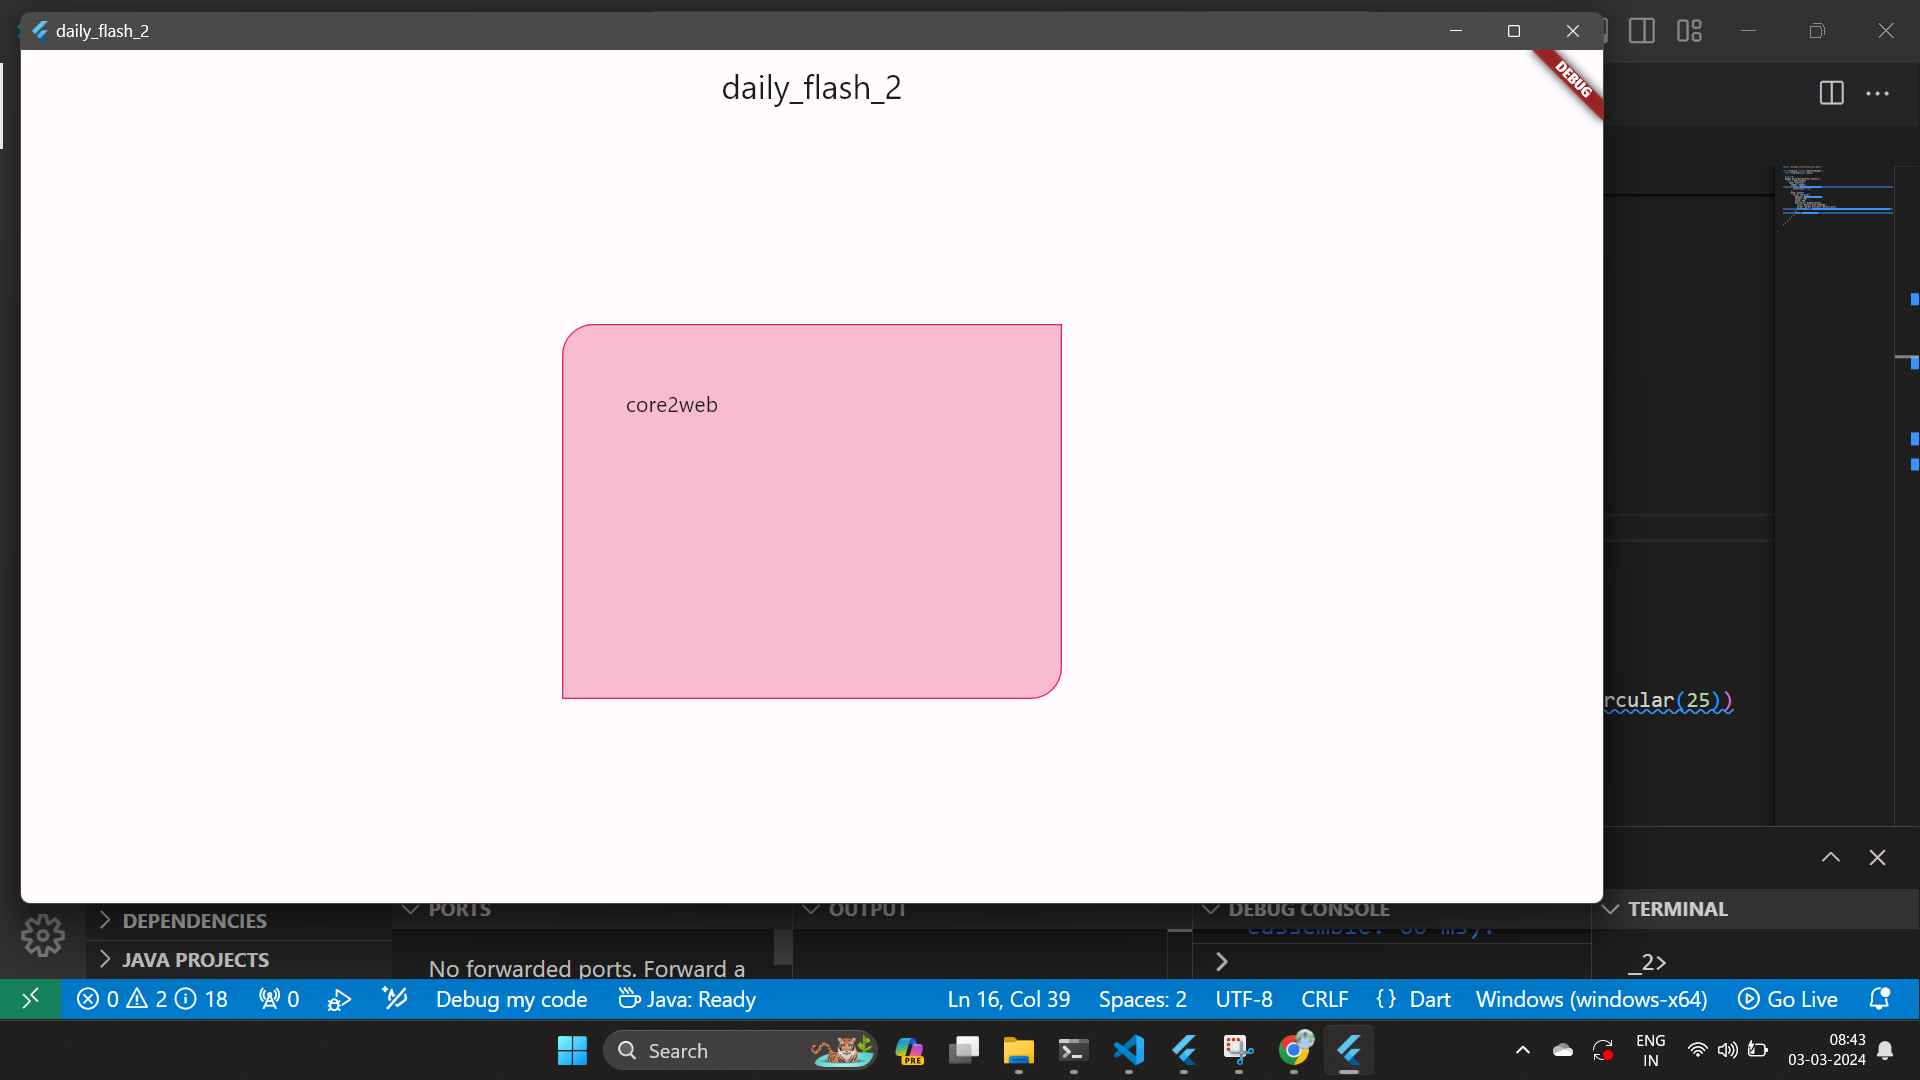 daily_flash_2
DEBUG
daily_flash_2
core2web
rcular(25))
DEPENDENCIES
JAVA PROJECTS
PORTS
No forwarded ports. Forward a
OUTPUT
DEBUG CONSOLE
TERMINAL
_2>
0 2 18 0 Debug my code Java: Ready Ln 16, Col 39 Spaces: 2 UTF-8 CRLF {} Dart Windows (windows-x64) Go Live
Search
PRE
ENG
IN
08:43
03-03-2024